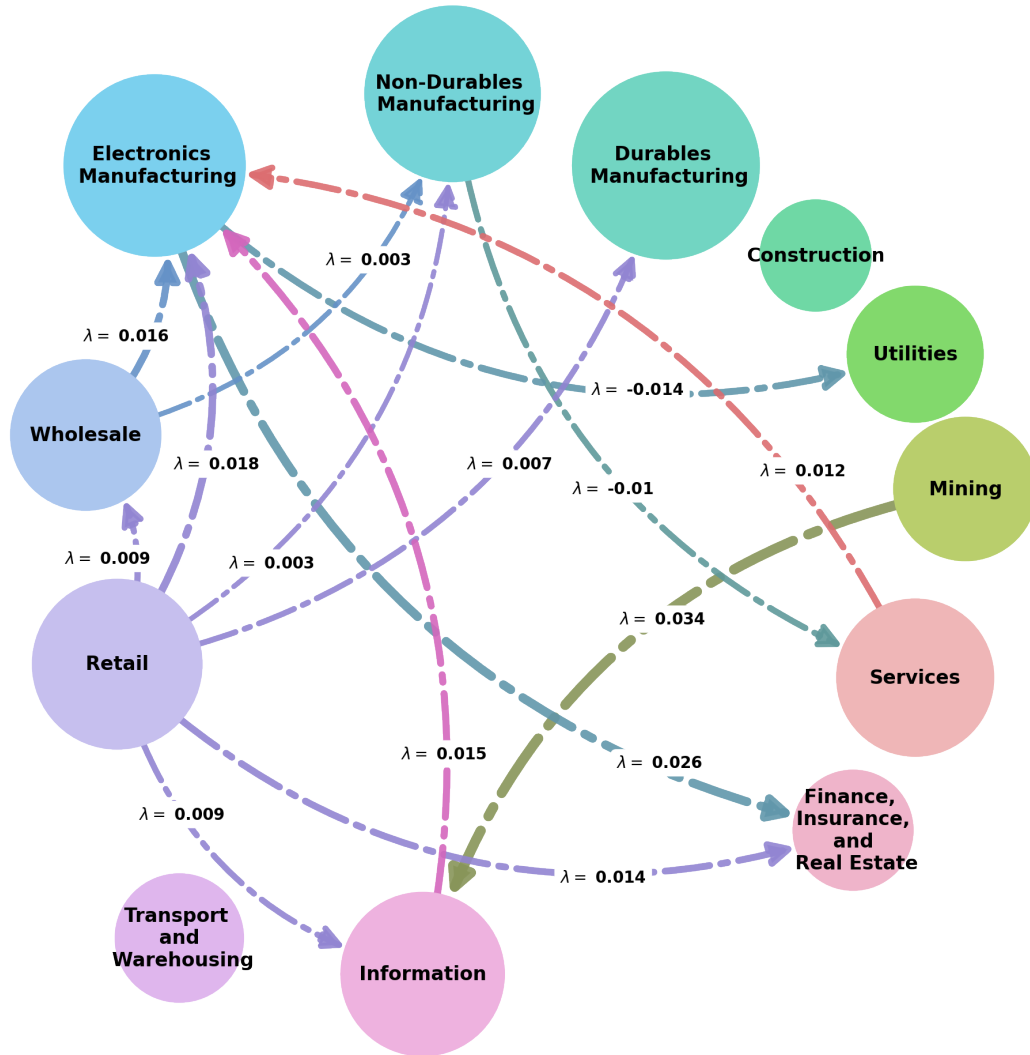 Non-Durables
Manufacturing
Electronics
Manufacturing
Durables
Manufacturing
Construction
λ = 0.003
λ = 0.016
Utilities
λ = -0.014
Wholesale
λ = 0.018
λ = 0.007
λ = 0.012
λ = -0.01
Mining
λ = 0.009
λ = 0.003
λ = 0.034
Retail
Services
λ = 0.015
λ = 0.026
λ = 0.009
Finance,
Insurance,
and
Real Estate
λ = 0.014
Transport
and
Warehousing
Information